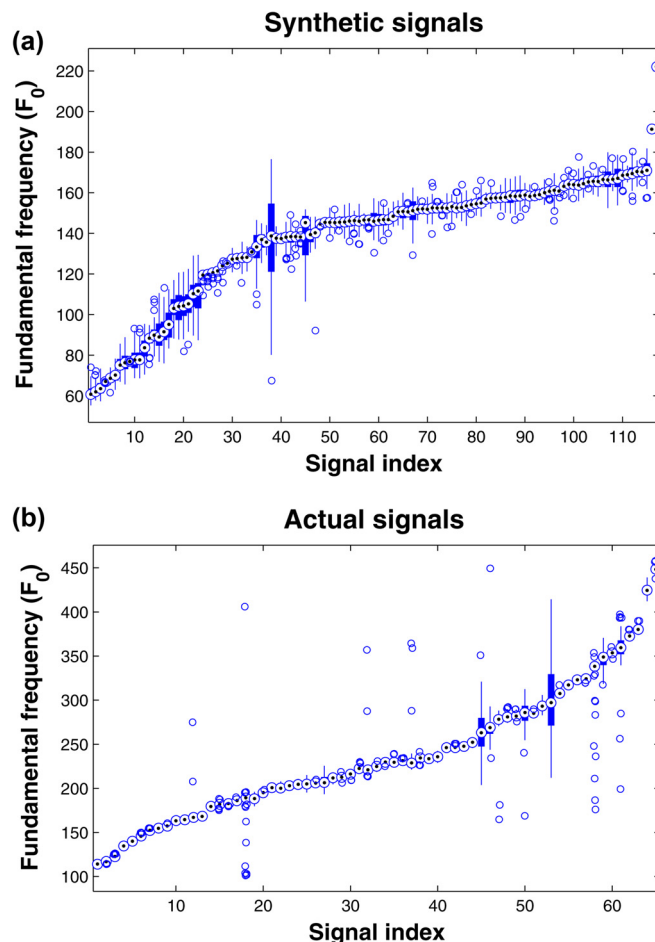 (a)
Synthetic signals
Fundamental frequency (F0)
220
200
180
160
140
120
100
80
60
10 20 30 40 50 60 70 80 90 100 110
Signal index
(b)
Actual signals
Fundamental frequency (F0)
450
400
350
300
250
200
150
100
10 20 30 40 50 60
Signal index